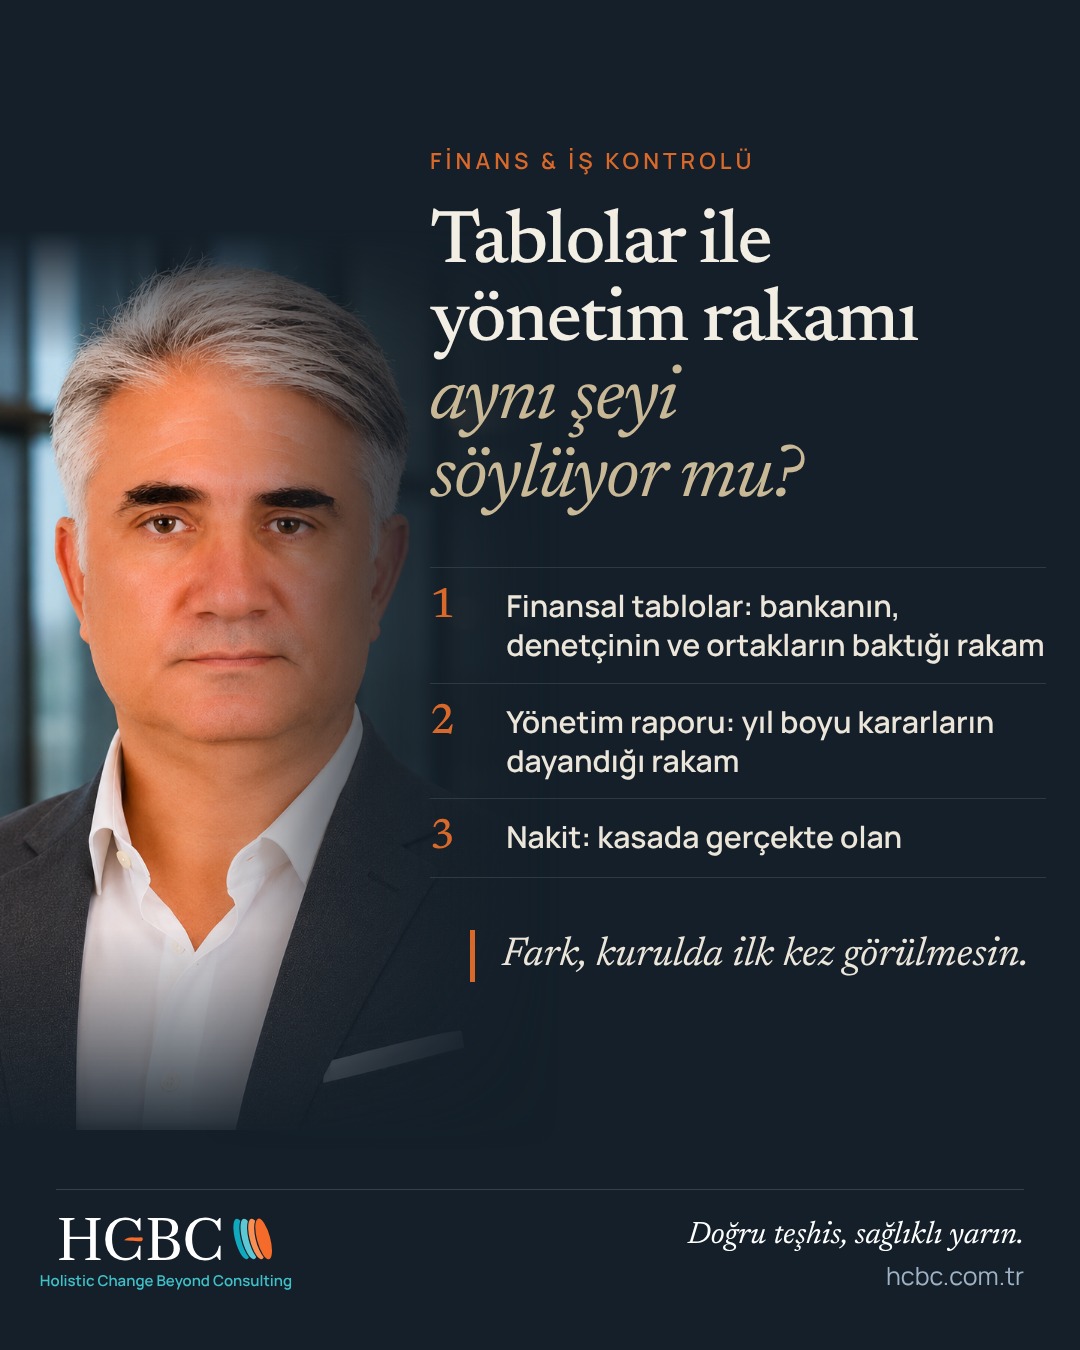 FİNANS & İŞ KONTROLÜ
Tablolar ile
yönetim rakamı
aynı şeyi
söylüyor mu?
1 Finansal tablolar: bankanın,
denetçinin ve ortakların baktığı rakam
2 Yönetim raporu: yıl boyu kararların
dayandığı rakam
3 Nakit: kasada gerçekte olan
Fark, kurulda ilk kez görülmesin.
HCBC
Holistic Change Beyond Consulting
Doğru teşhis, sağlıklı yarın.
hcbc.com.tr